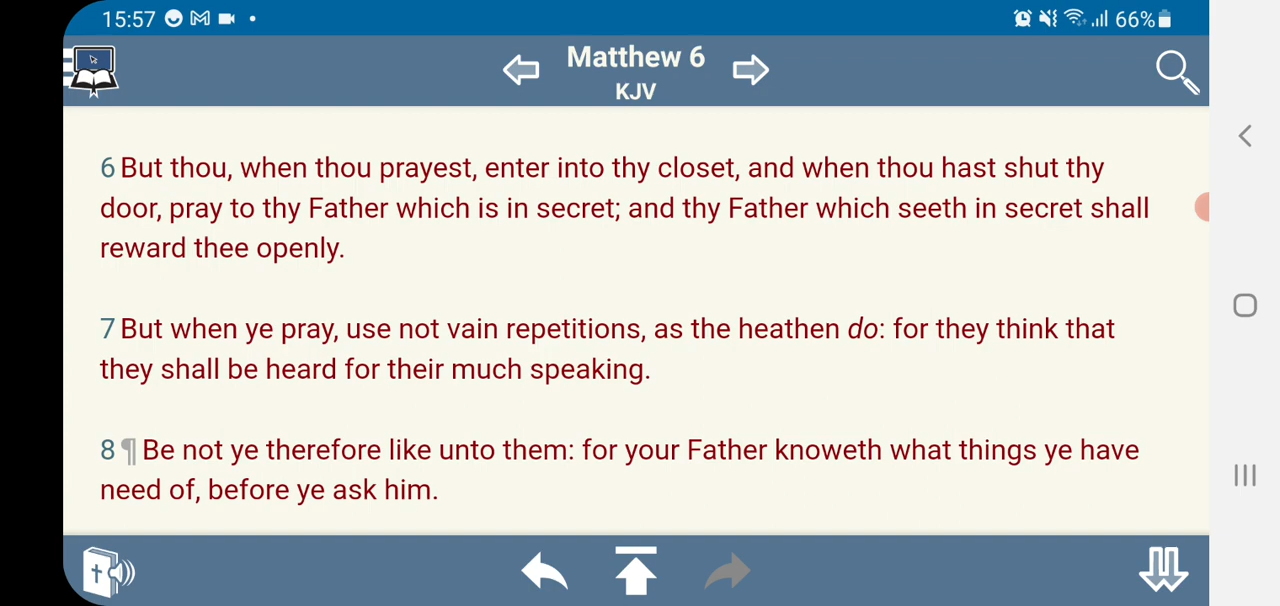 15:57 66%
Matthew 6
KJV
6 But thou, when thou prayest, enter into thy closet, and when thou hast shut thy
door, pray to thy Father which is in secret; and thy Father which seeth in secret shall
reward thee openly.
7 But when ye pray, use not vain repetitions, as the heathen do: for they think that
they shall be heard for their much speaking.
8 ¶ Be not ye therefore like unto them: for your Father knoweth what things ye have
need of, before ye ask him.